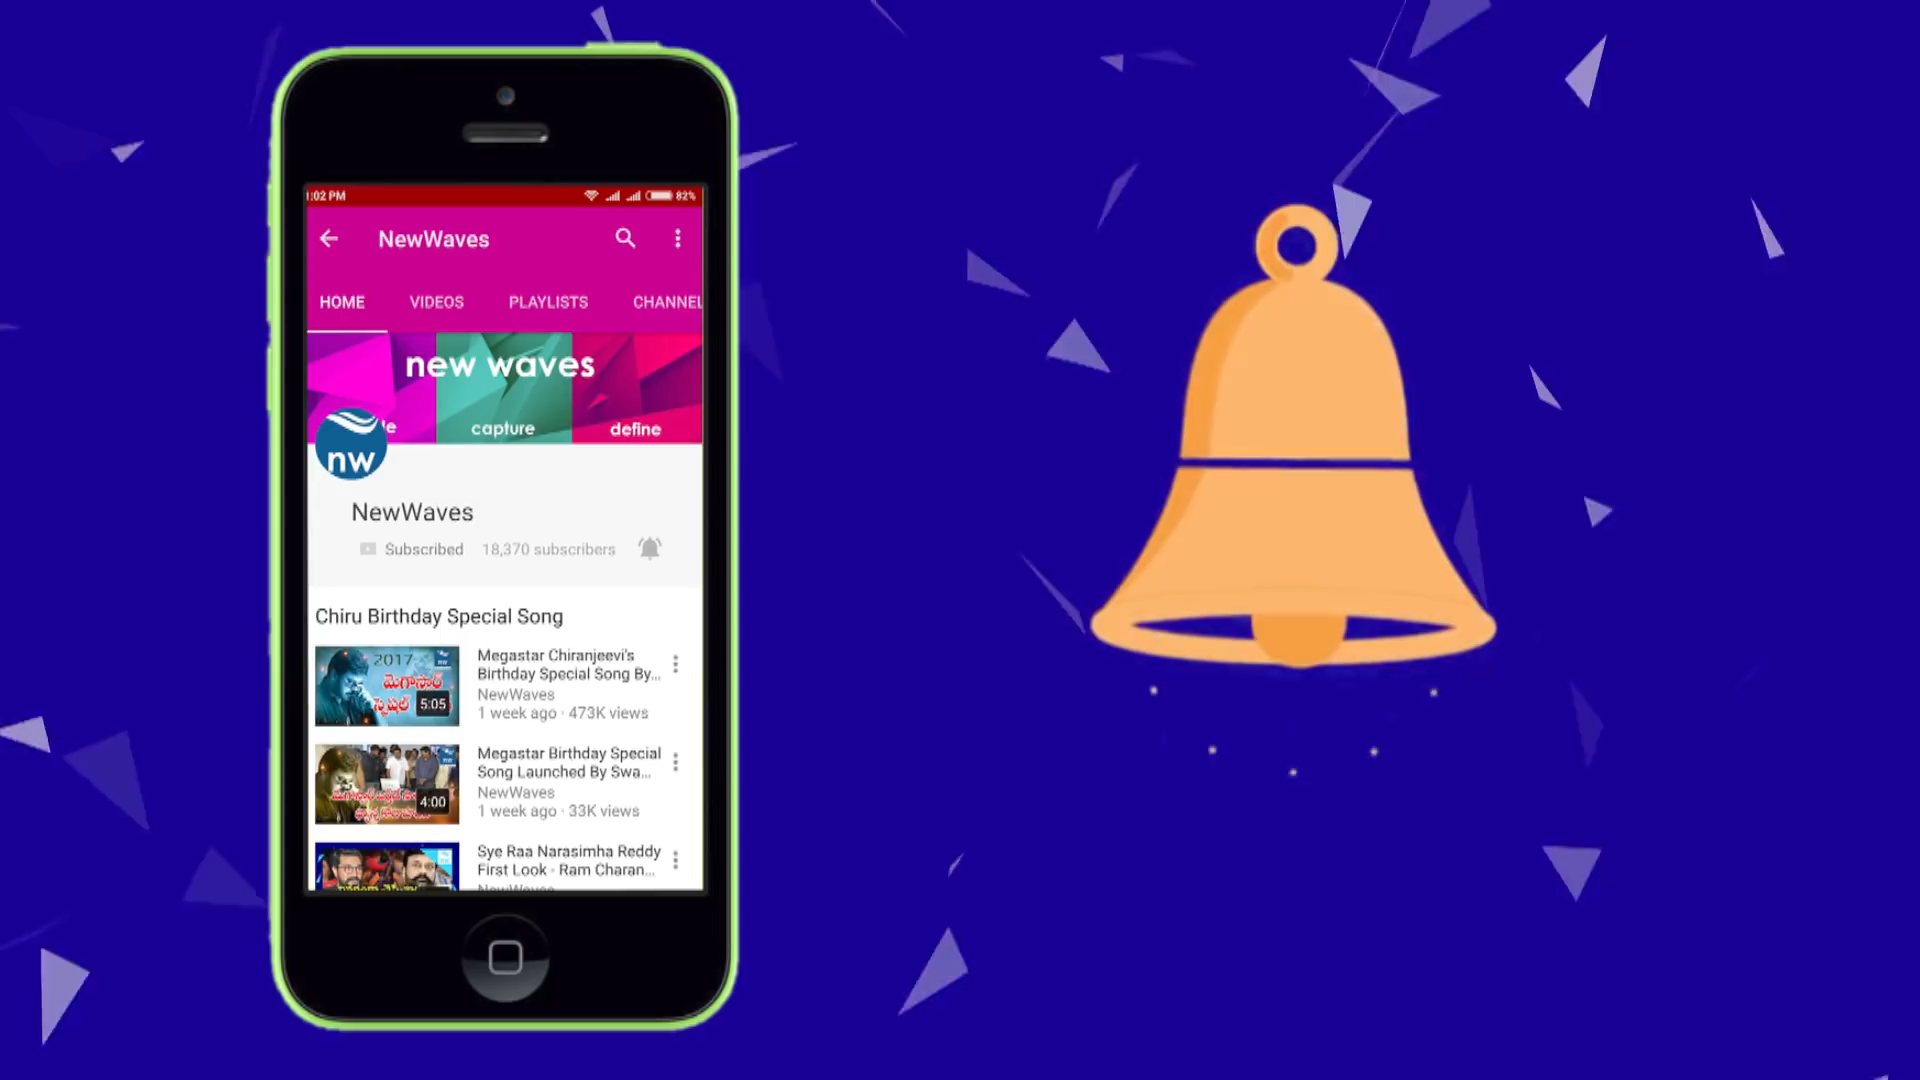 1:02 PM
82%
NewWaves
HOME VIDEOS PLAYLISTS CHANNEL
new waves
capture
define
nw
NewWaves
Subscribed 18,370 subscribers
Chiru Birthday Special Song
2017
మెగాస్టార్
స్పెషల్
5:05
Megastar Chiranjeevi's
Birthday Special Song By...
NewWaves
1 week ago · 473K views
4:00
Megastar Birthday Special
Song Launched By Swa...
NewWaves
1 week ago · 33K views
Sye Raa Narasimha Reddy
First Look - Ram Charan...
NewWaves